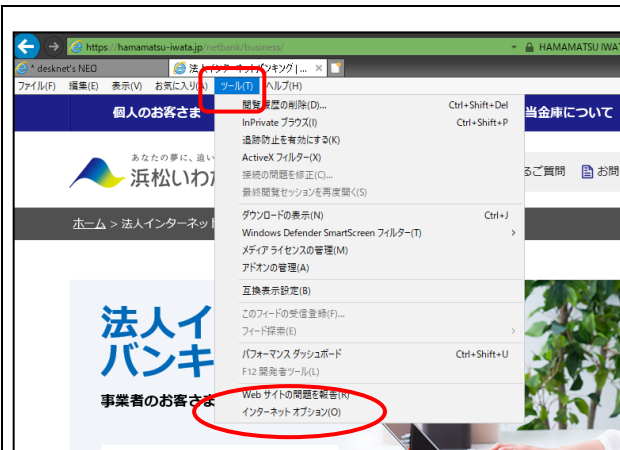 https://hamamatsu-iwata.jp/netbank/business/
HAMAMATSU IWA
* desknet's NEO
法人インターネットバンキング | ...
ファイル(F) 編集(E) 表示(V) お気に入り(A) ツール(T) ヘルプ(H)
個人のお客さま
当金庫について
閲覧履歴の削除(D)... Ctrl+Shift+Del
InPrivate ブラウズ(I) Ctrl+Shift+P
追跡防止を有効にする(K)
ActiveX フィルター(X)
接続の問題を修正(C)...
最終閲覧セッションを再度開く(S)
あなたの夢に、追い
浜松いわた
るご質問 お問
ホーム > 法人インターネット
ダウンロードの表示(N) Ctrl+J
Windows Defender SmartScreen フィルター(T)
メディア ライセンスの管理(M)
アドオンの管理(A)
互換表示設定(B)
このフィードの受信登録(F)...
フィード探索(E)
パフォーマンス ダッシュボード Ctrl+Shift+U
F12 開発者ツール(L)
Web サイトの問題を報告(R)
インターネット オプション(O)
法人イ
バンキ
事業者のお客さま